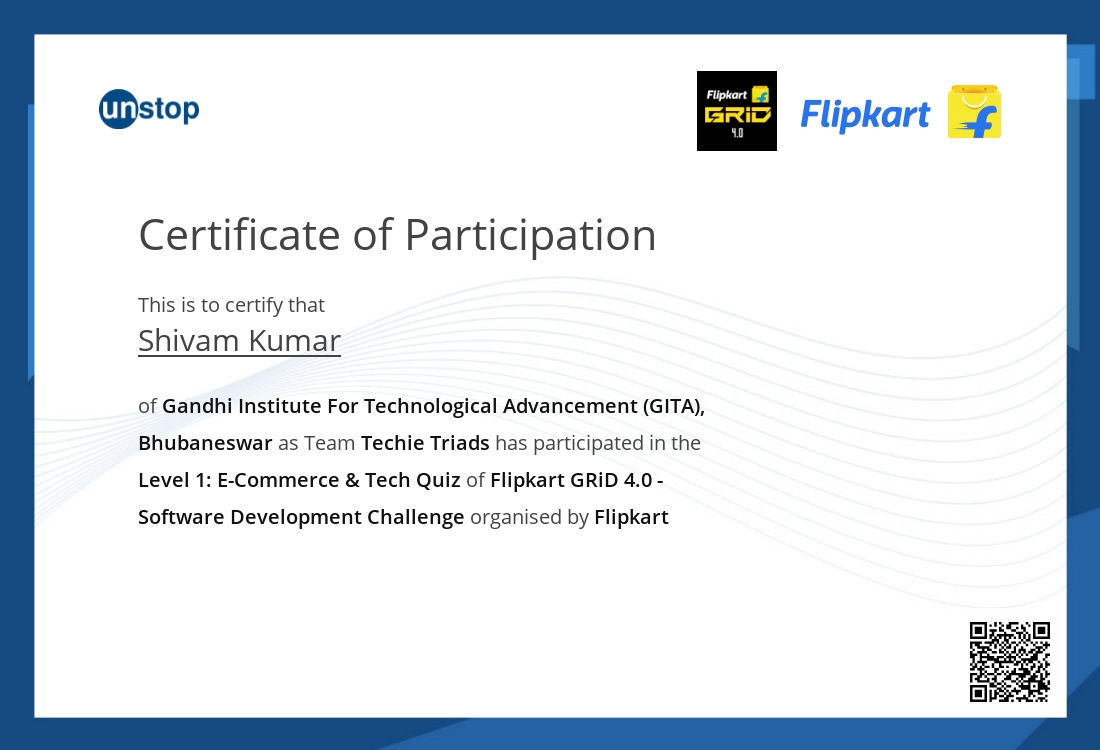 unstop
Flipkart
GRiD
4.0
Flipkart
Certificate of Participation
This is to certify that
Shivam Kumar
of Gandhi Institute For Technological Advancement (GITA),
Bhubaneswar as Team Techie Triads has participated in the
Level 1: E-Commerce & Tech Quiz of Flipkart GRiD 4.0 -
Software Development Challenge organised by Flipkart